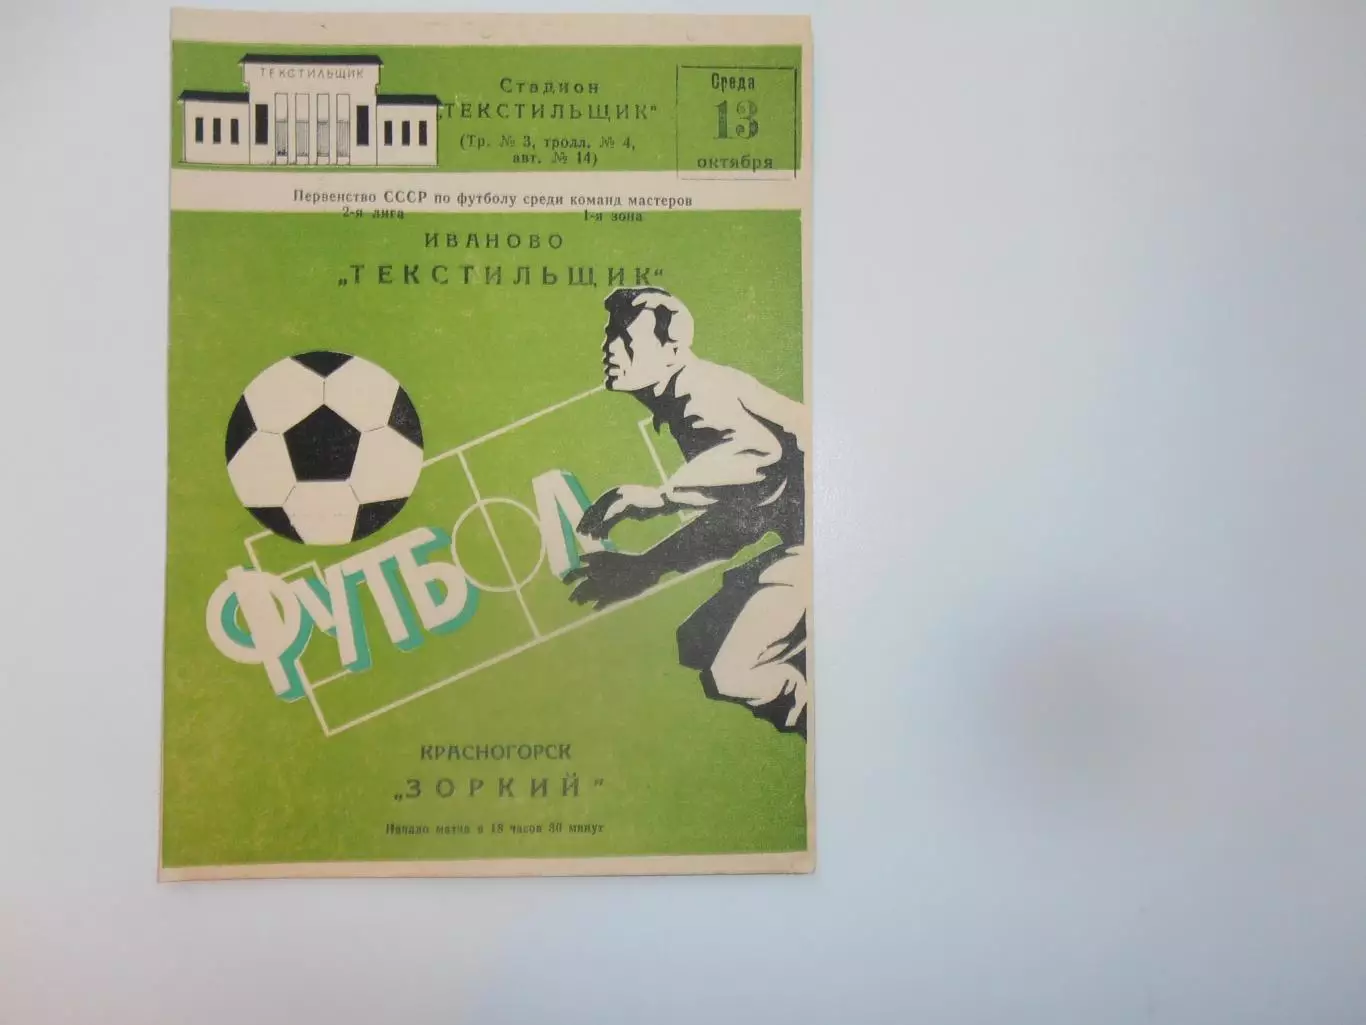 ТЕКСТИЛЬЩИК
Стадион
„ТЕКСТИЛЬЩИК“
(Тр. № 3, тролл. № 4,
авт. № 14)
Среда
13
октября
Первенство СССР по футболу среди команд мастеров
2-я лига 1-я зона
ИВАНОВО
„ТЕКСТИЛЬЩИК“
ФУТБОЛ
КРАСНОГОРСК
„ЗОРКИЙ“
Начало матча в 18 часов 30 минут